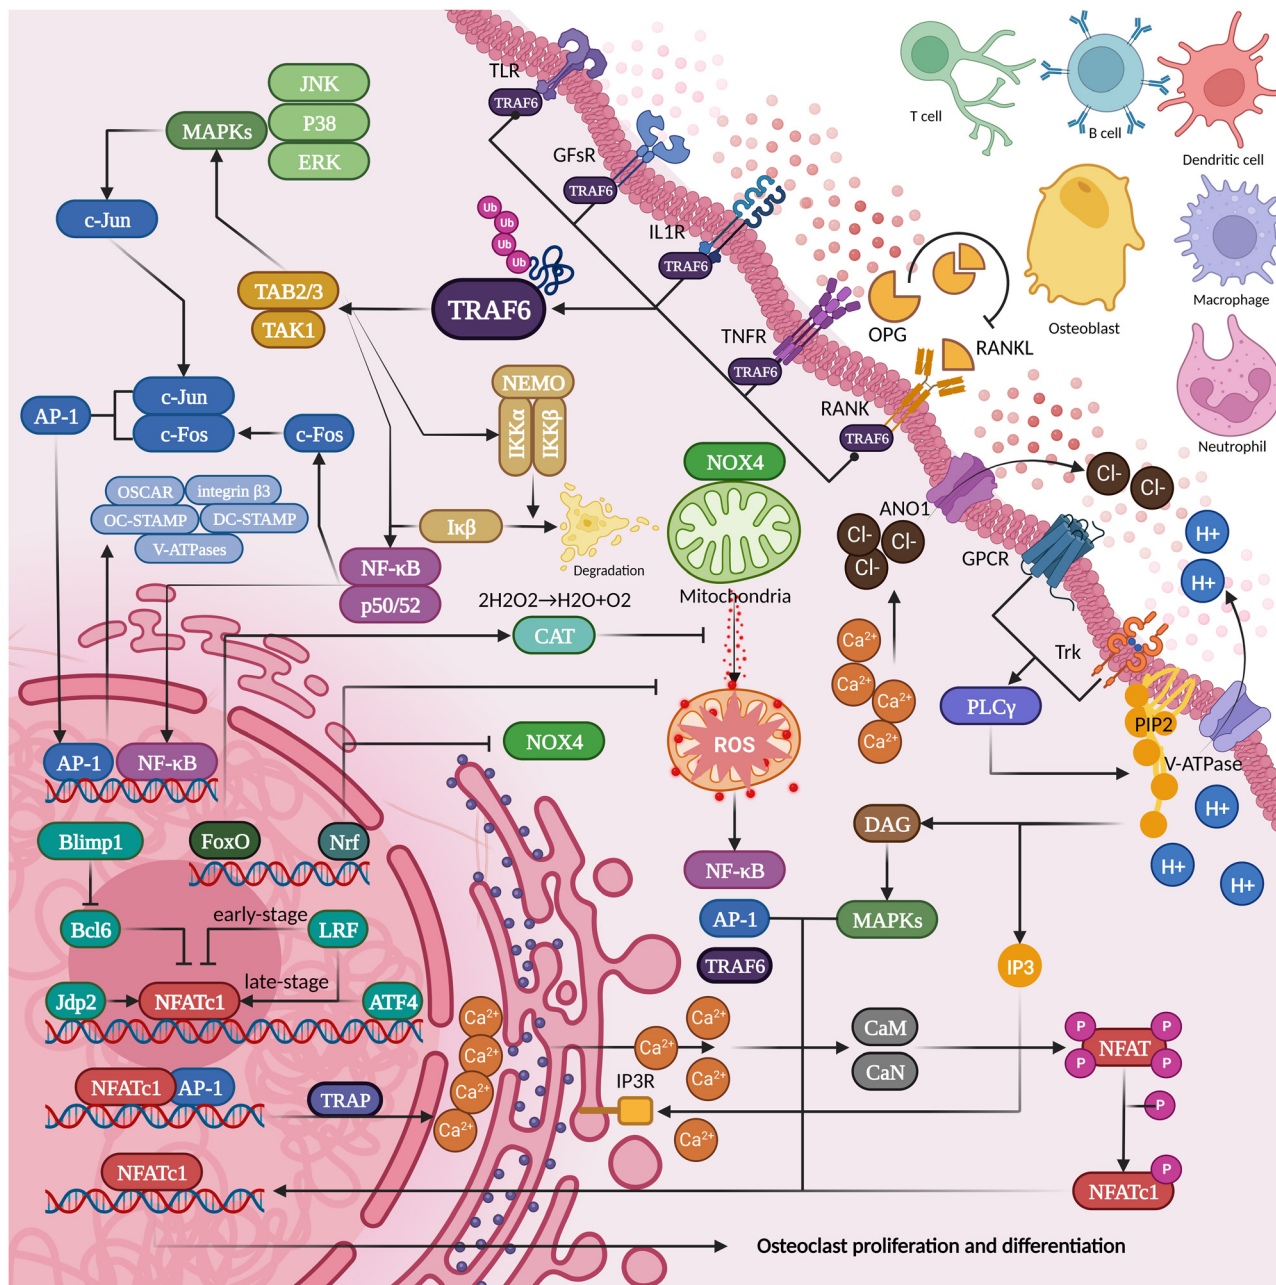 TLR
TRAF6
GFsR
TRAF6
IL1R
TRAF6
TNFR
TRAF6
RANK
TRAF6
T cell
B cell
Dendritic cell
Osteoblast
Macrophage
Neutrophil
OPG
RANKL
JNK
P38
ERK
MAPKs
c-Jun
TAB2/3
TAK1
Ub
Ub
Ub
Ub
TRAF6
AP-1
c-Jun
c-Fos
c-Fos
NEMO
IKKα
IKKβ
Iκβ
Degradation
OSCAR
integrin β3
OC-STAMP
DC-STAMP
V-ATPases
NF-κB
p50/52
NOX4
Mitochondria
2H2O2→H2O+O2
CAT
ANO1
Cl-
Cl-
Cl-
Cl-
Cl-
GPCR
H+
H+
Ca2+
Ca2+
Ca2+
Ca2+
Trk
PLCγ
PIP2
V-ATPase
H+
H+
H+
NOX4
ROS
AP-1
NF-κB
Blimp1
FoxO
Nrf
Bcl6
early-stage
LRF
late-stage
Jdp2
NFATc1
ATF4
NFATc1
AP-1
TRAP
NFATc1
NF-κB
AP-1
TRAF6
DAG
MAPKs
IP3
Ca2+
Ca2+
Ca2+
Ca2+
Ca2+
Ca2+
Ca2+
Ca2+
IP3R
CaM
CaN
P
P
P
P
NFAT
P
P
NFATc1
Osteoclast proliferation and differentiation